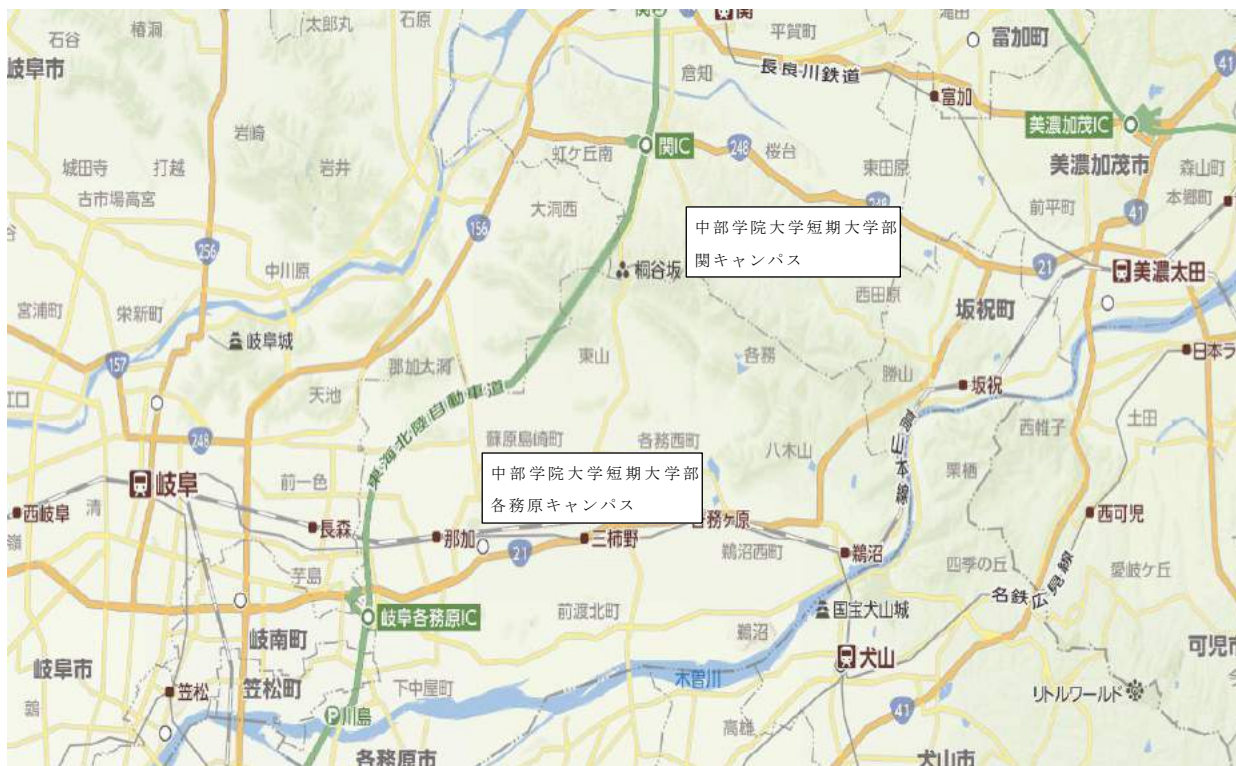 関
関
滝田
石原
太郎丸
椿洞
石谷
平賀町
富加町
岐阜市
倉知
長良川鉄道
41
富加
岩崎
美濃加茂IC
関IC
248
虹ケ丘南
桜台
城田寺
打越
岩井
東田原
美濃加茂市
森山町
古市場高宮
大洞西
248
前平町
41
本郷町
156
中部学院大学短期大学部
関キャンパス
256
中川原
桐谷坂
21
美濃太田
西田原
宮浦町
栄新町
坂祝町
岐阜城
157
那加大洞
東山
各務
日本ラ
勝山
坂祝
天池
江口
東海北陸自動車道
土田
248
蘇原島崎町
各務西町
八木山
高山本線
西帷子
栗栖
中部学院大学短期大学部
各務原キャンパス
岐阜
前一色
西岐阜
清
長森
那加
三柿野
各務ヶ原
西可児
21
鵜沼西町
鵜沼
四季の丘
愛岐ケ丘
芋島
名鉄広見線
岐阜各務原IC
前渡北町
国宝犬山城
岐南町
鵜沼
可児市
岐阜市
犬山
笠松
笠松町
下中屋町
木曽川
リトルワールド
鶉
川島
41
高雄
各務原市
犬山市